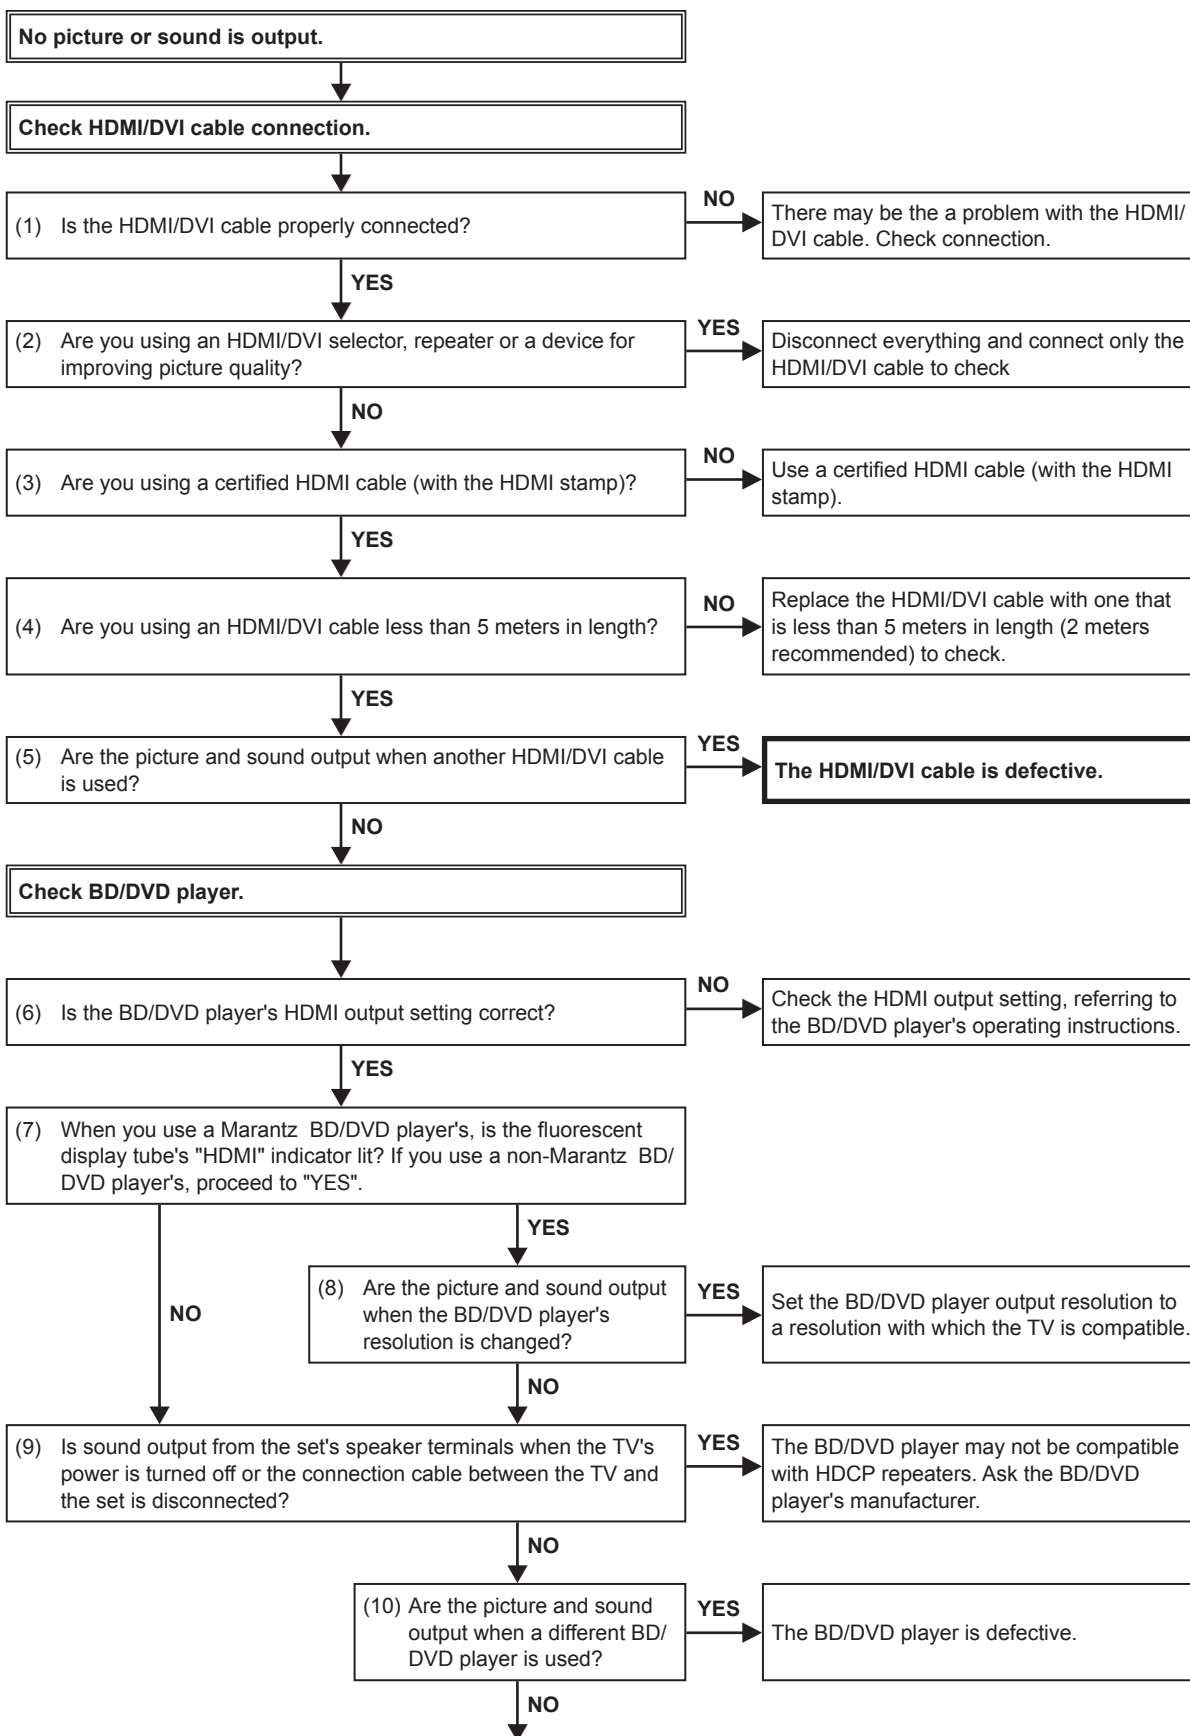 No picture or sound is output.
Check HDMI/DVI cable connection.
(1) Is the HDMI/DVI cable properly connected?
NO
There may be the a problem with the HDMI/
DVI cable. Check connection.
YES
(2) Are you using an HDMI/DVI selector, repeater or a device for
improving picture quality?
YES
Disconnect everything and connect only the
HDMI/DVI cable to check
NO
(3) Are you using a certified HDMI cable (with the HDMI stamp)?
NO
Use a certified HDMI cable (with the HDMI
stamp).
YES
(4) Are you using an HDMI/DVI cable less than 5 meters in length?
NO
Replace the HDMI/DVI cable with one that
is less than 5 meters in length (2 meters
recommended) to check.
YES
(5) Are the picture and sound output when another HDMI/DVI cable
is used?
YES
The HDMI/DVI cable is defective.
NO
Check BD/DVD player.
(6) Is the BD/DVD player's HDMI output setting correct?
NO
Check the HDMI output setting, referring to
the BD/DVD player's operating instructions.
YES
(7) When you use a Marantz BD/DVD player's, is the fluorescent
display tube's "HDMI" indicator lit? If you use a non-Marantz BD/
DVD player's, proceed to "YES".
YES
NO
(8) Are the picture and sound output
when the BD/DVD player's
resolution is changed?
YES
Set the BD/DVD player output resolution to
a resolution with which the TV is compatible.
NO
(9) Is sound output from the set's speaker terminals when the TV's
power is turned off or the connection cable between the TV and
the set is disconnected?
YES
The BD/DVD player may not be compatible
with HDCP repeaters. Ask the BD/DVD
player's manufacturer.
NO
(10) Are the picture and sound
output when a different BD/
DVD player is used?
YES
The BD/DVD player is defective.
NO